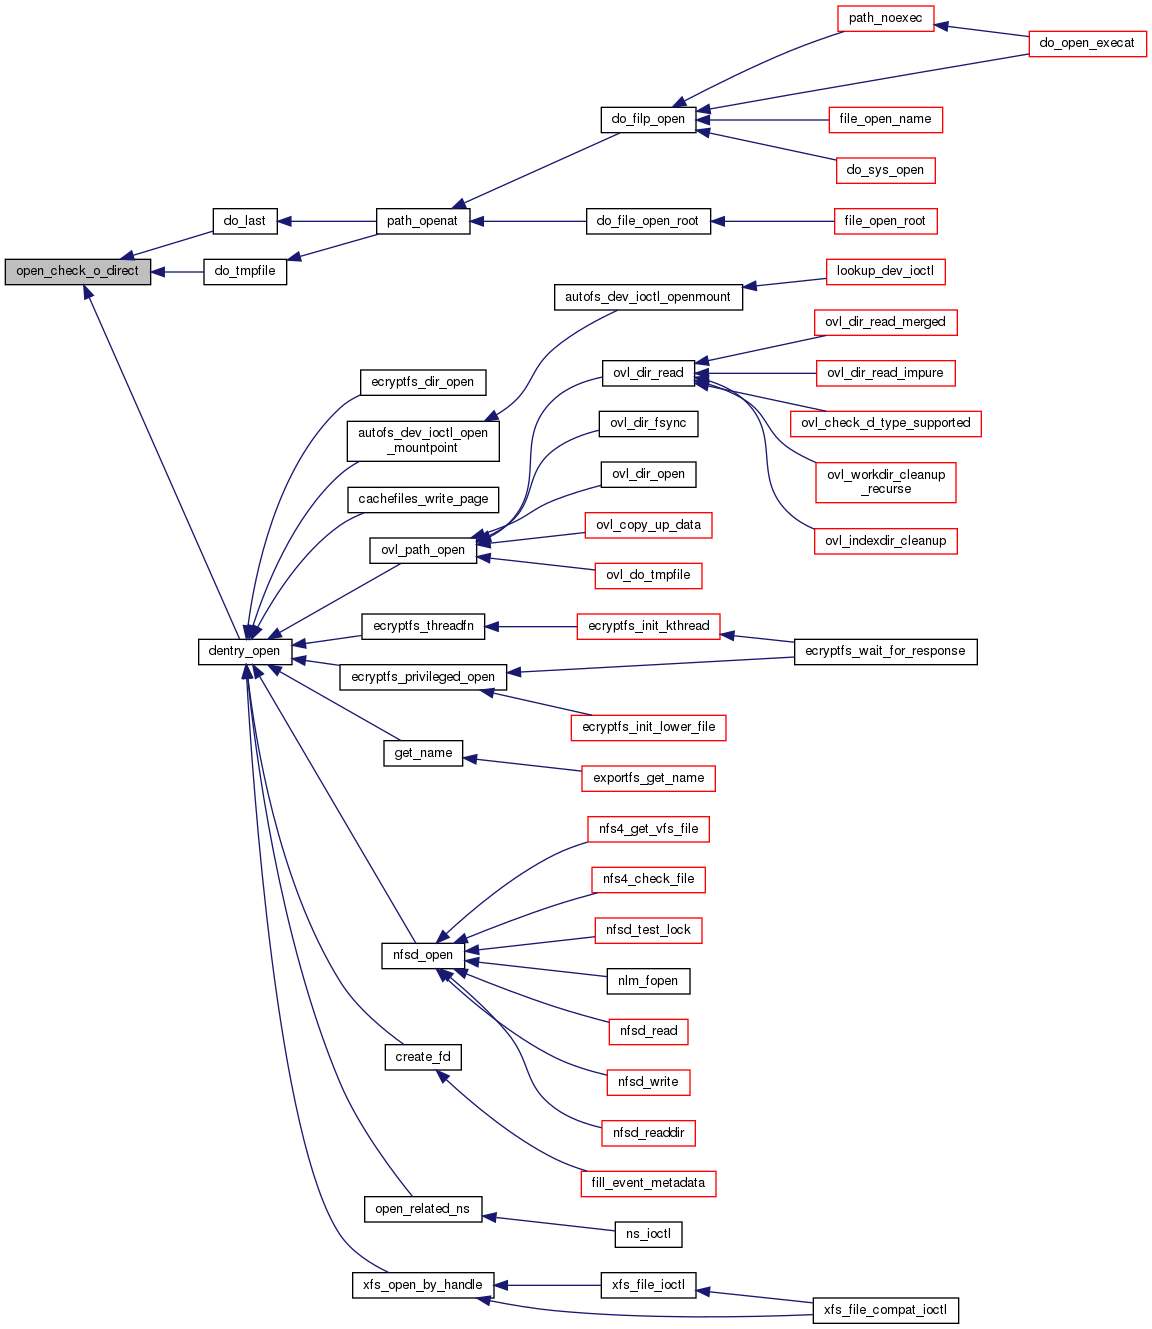 path_noexec
do_open_execat
do_filp_open
file_open_name
do_sys_open
do_last
path_openat
do_file_open_root
file_open_root
open_check_o_direct
do_tmpfile
lookup_dev_ioctl
autofs_dev_ioctl_openmount
ovl_dir_read_merged
ovl_dir_read
ovl_dir_read_impure
ecryptfs_dir_open
ovl_dir_fsync
ovl_check_d_type_supported
autofs_dev_ioctl_open
_mountpoint
ovl_dir_open
ovl_workdir_cleanup
_recurse
cachefiles_write_page
ovl_copy_up_data
ovl_indexdir_cleanup
ovl_path_open
ovl_do_tmpfile
ecryptfs_threadfn
ecryptfs_init_kthread
dentry_open
ecryptfs_wait_for_response
ecryptfs_privileged_open
ecryptfs_init_lower_file
get_name
exportfs_get_name
nfs4_get_vfs_file
nfs4_check_file
nfsd_test_lock
nfsd_open
nlm_fopen
nfsd_read
create_fd
nfsd_write
nfsd_readdir
fill_event_metadata
open_related_ns
ns_ioctl
xfs_open_by_handle
xfs_file_ioctl
xfs_file_compat_ioctl